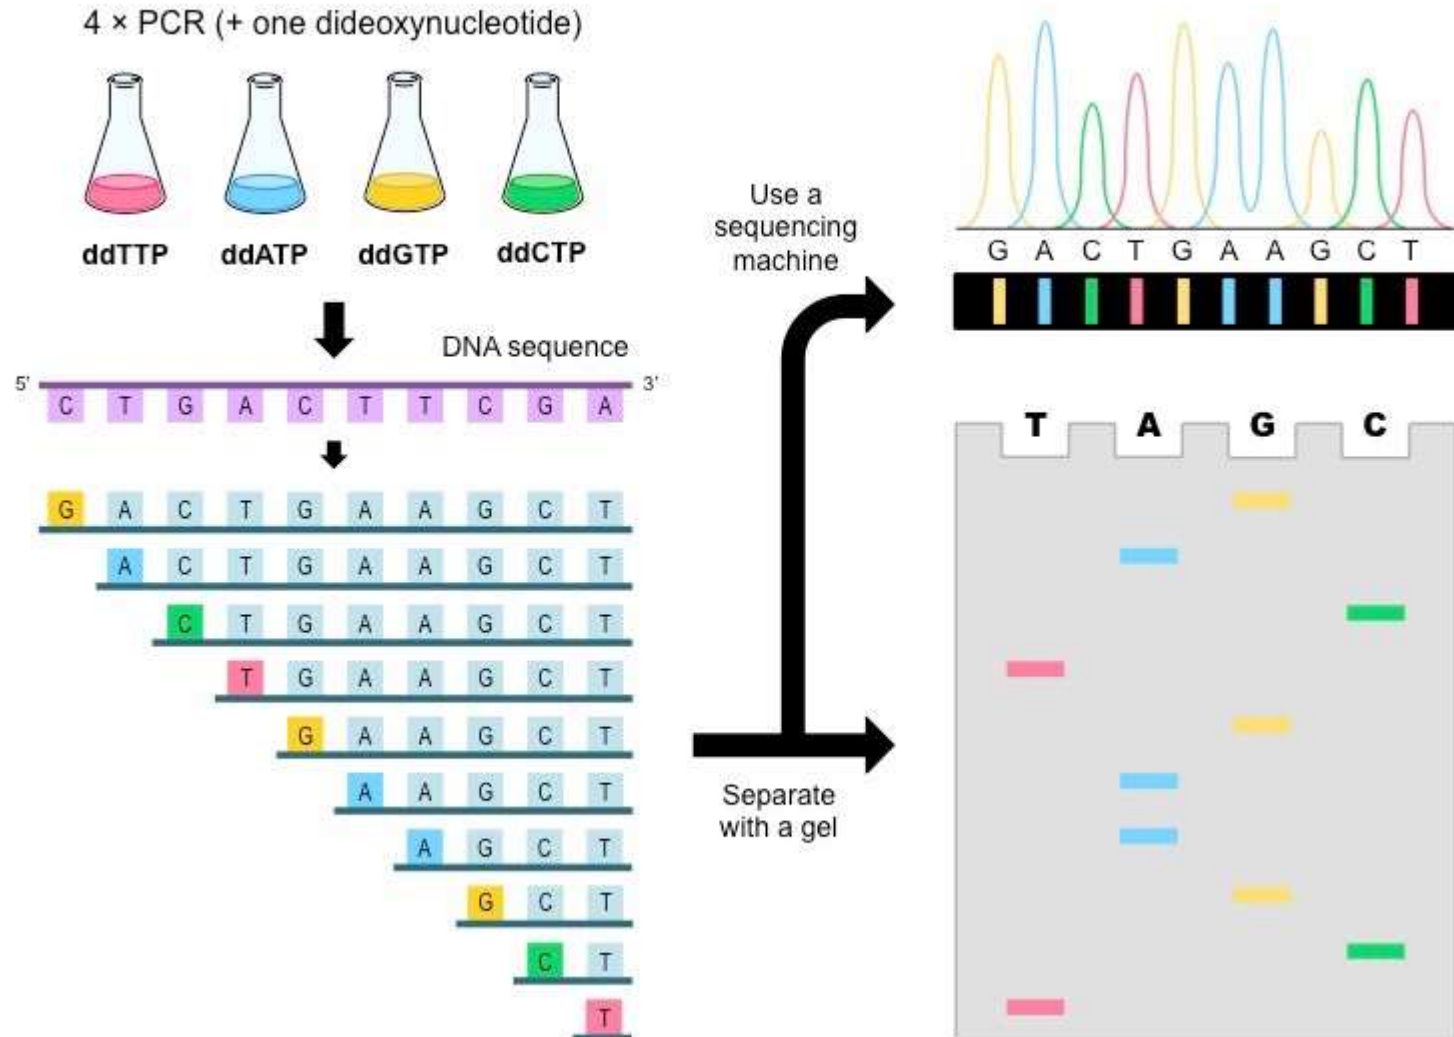 4 × PCR (+ one dideoxynucleotide)
ddTTP ddATP ddGTP ddCTP
DNA sequence
5' 3'
C T G A C T T C G A
G A C T G A A G C T
A C T G A A G C T
C T G A A G C T
T G A A G C T
G A A G C T
A A G C T
A G C T
G C T
C T
T
Use a
sequencing
machine
Separate
with a gel
G A C T G A A G C T
T A G C